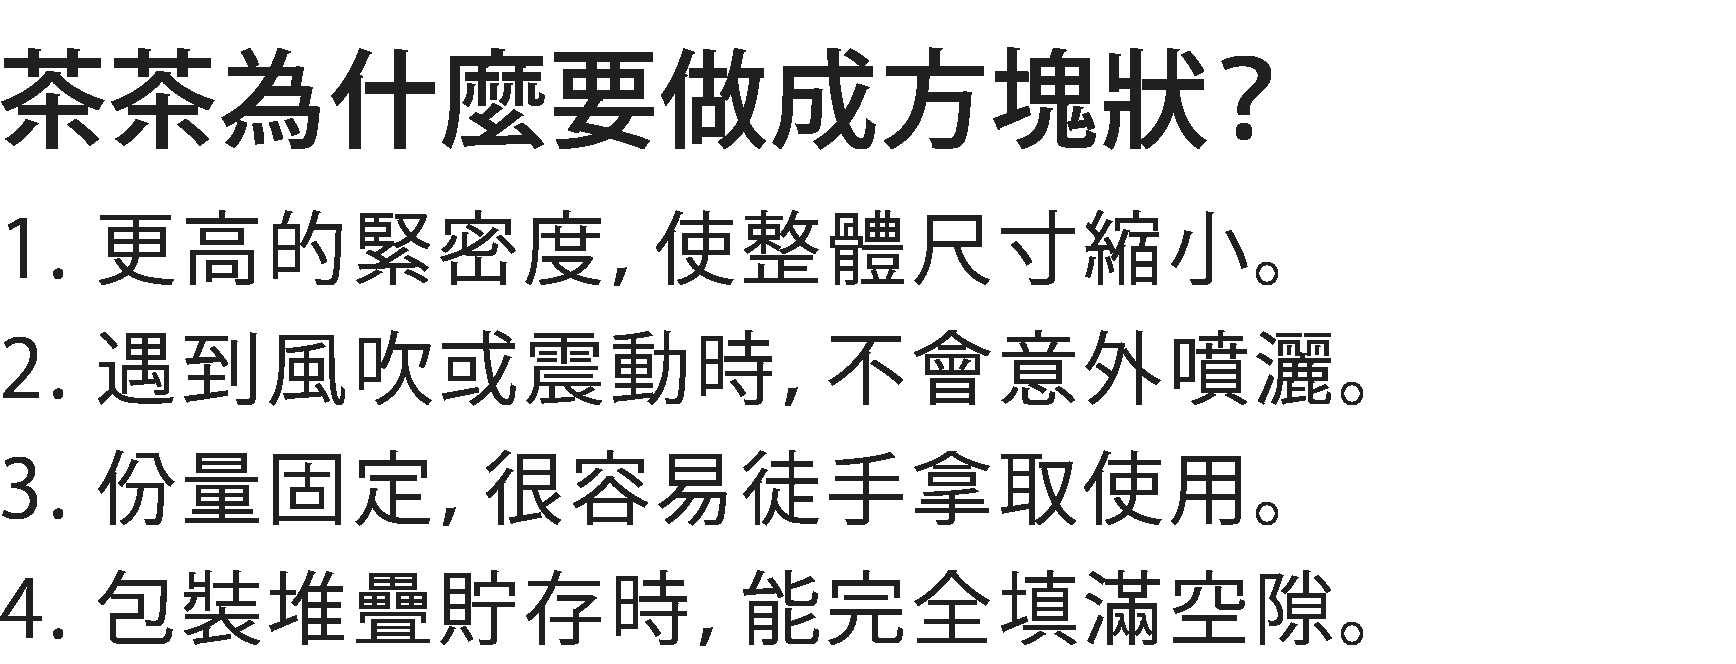 茶茶為什麼要做成方塊狀?
1. 更高的緊密度, 使整體尺寸縮小。
2. 遇到風吹或震動時, 不會意外噴灑。
3. 份量固定, 很容易徒手拿取使用。
4. 包裝堆疊貯存時, 能完全填滿空隙。